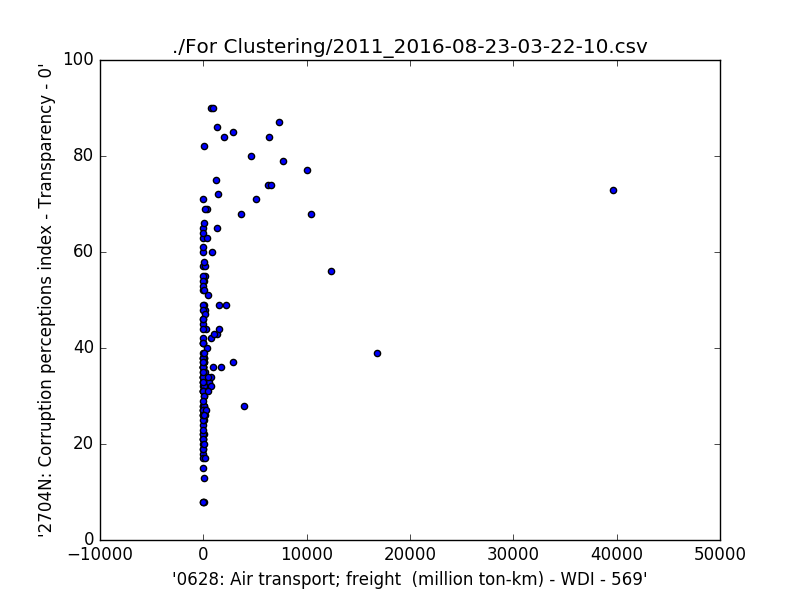 ./For Clustering/2011_2016-08-23-03-22-10.csv
'2704N: Corruption perceptions index - Transparency - 0'
100
80
60
40
20
0
−10000 0 10000 20000 30000 40000 50000
'0628: Air transport; freight  (million ton-km) - WDI - 569'